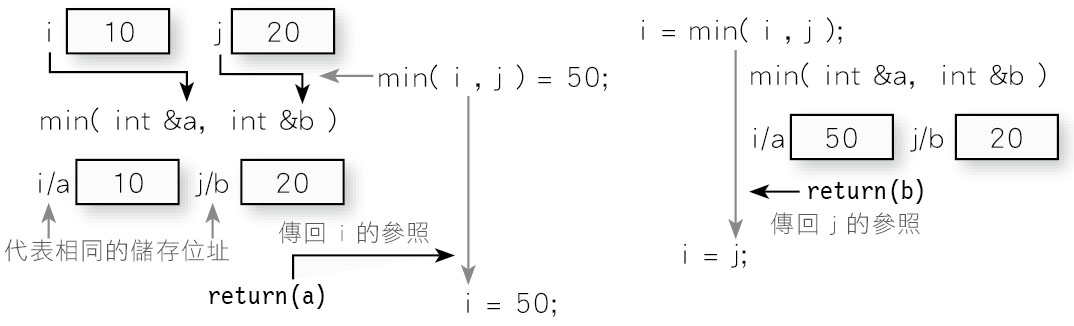 i 10 j 20
min( i , j ) = 50;
min( int &a, int &b )
i/a 10 j/b 20
代表相同的儲存位址
傳回 i 的參照
return(a)
i = 50;
i = min( i , j );
min( int &a, int &b )
i/a 50 j/b 20
return(b)
傳回 j 的參照
i = j;